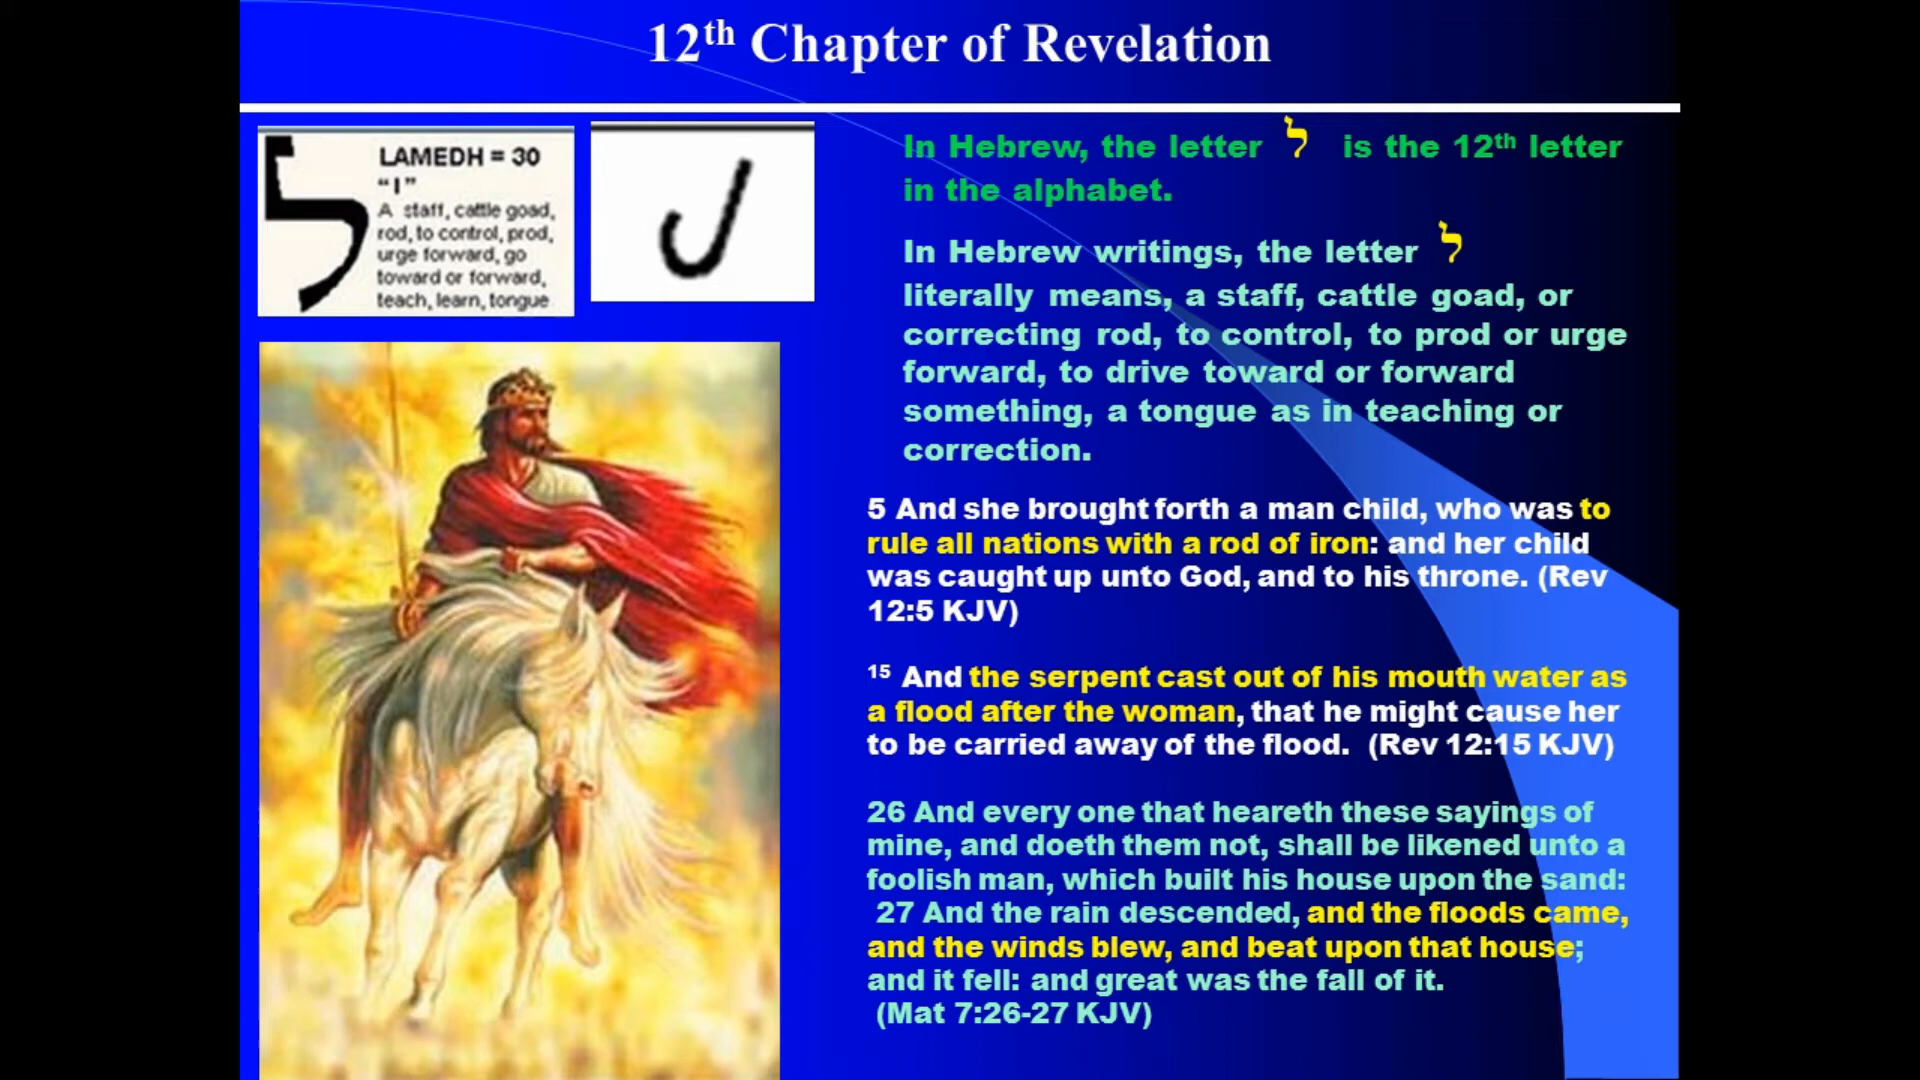 12th Chapter of Revelation
LAMEDH = 30
"l"
A staff, cattle goad,
rod, to control, prod,
urge forward, go
toward or forward,
teach, learn, tongue
ל
In Hebrew, the letter ל is the 12th letter
in the alphabet.
In Hebrew writings, the letter ל
literally means, a staff, cattle goad, or
correcting rod, to control, to prod or urge
forward, to drive toward or forward
something, a tongue as in teaching or
correction.
5 And she brought forth a man child, who was to
rule all nations with a rod of iron: and her child
was caught up unto God, and to his throne. (Rev
12:5 KJV)
15 And the serpent cast out of his mouth water as
a flood after the woman, that he might cause her
to be carried away of the flood. (Rev 12:15 KJV)
26 And every one that heareth these sayings of
mine, and doeth them not, shall be likened unto a
foolish man, which built his house upon the sand:
27 And the rain descended, and the floods came,
and the winds blew, and beat upon that house;
and it fell: and great was the fall of it.
(Mat 7:26-27 KJV)